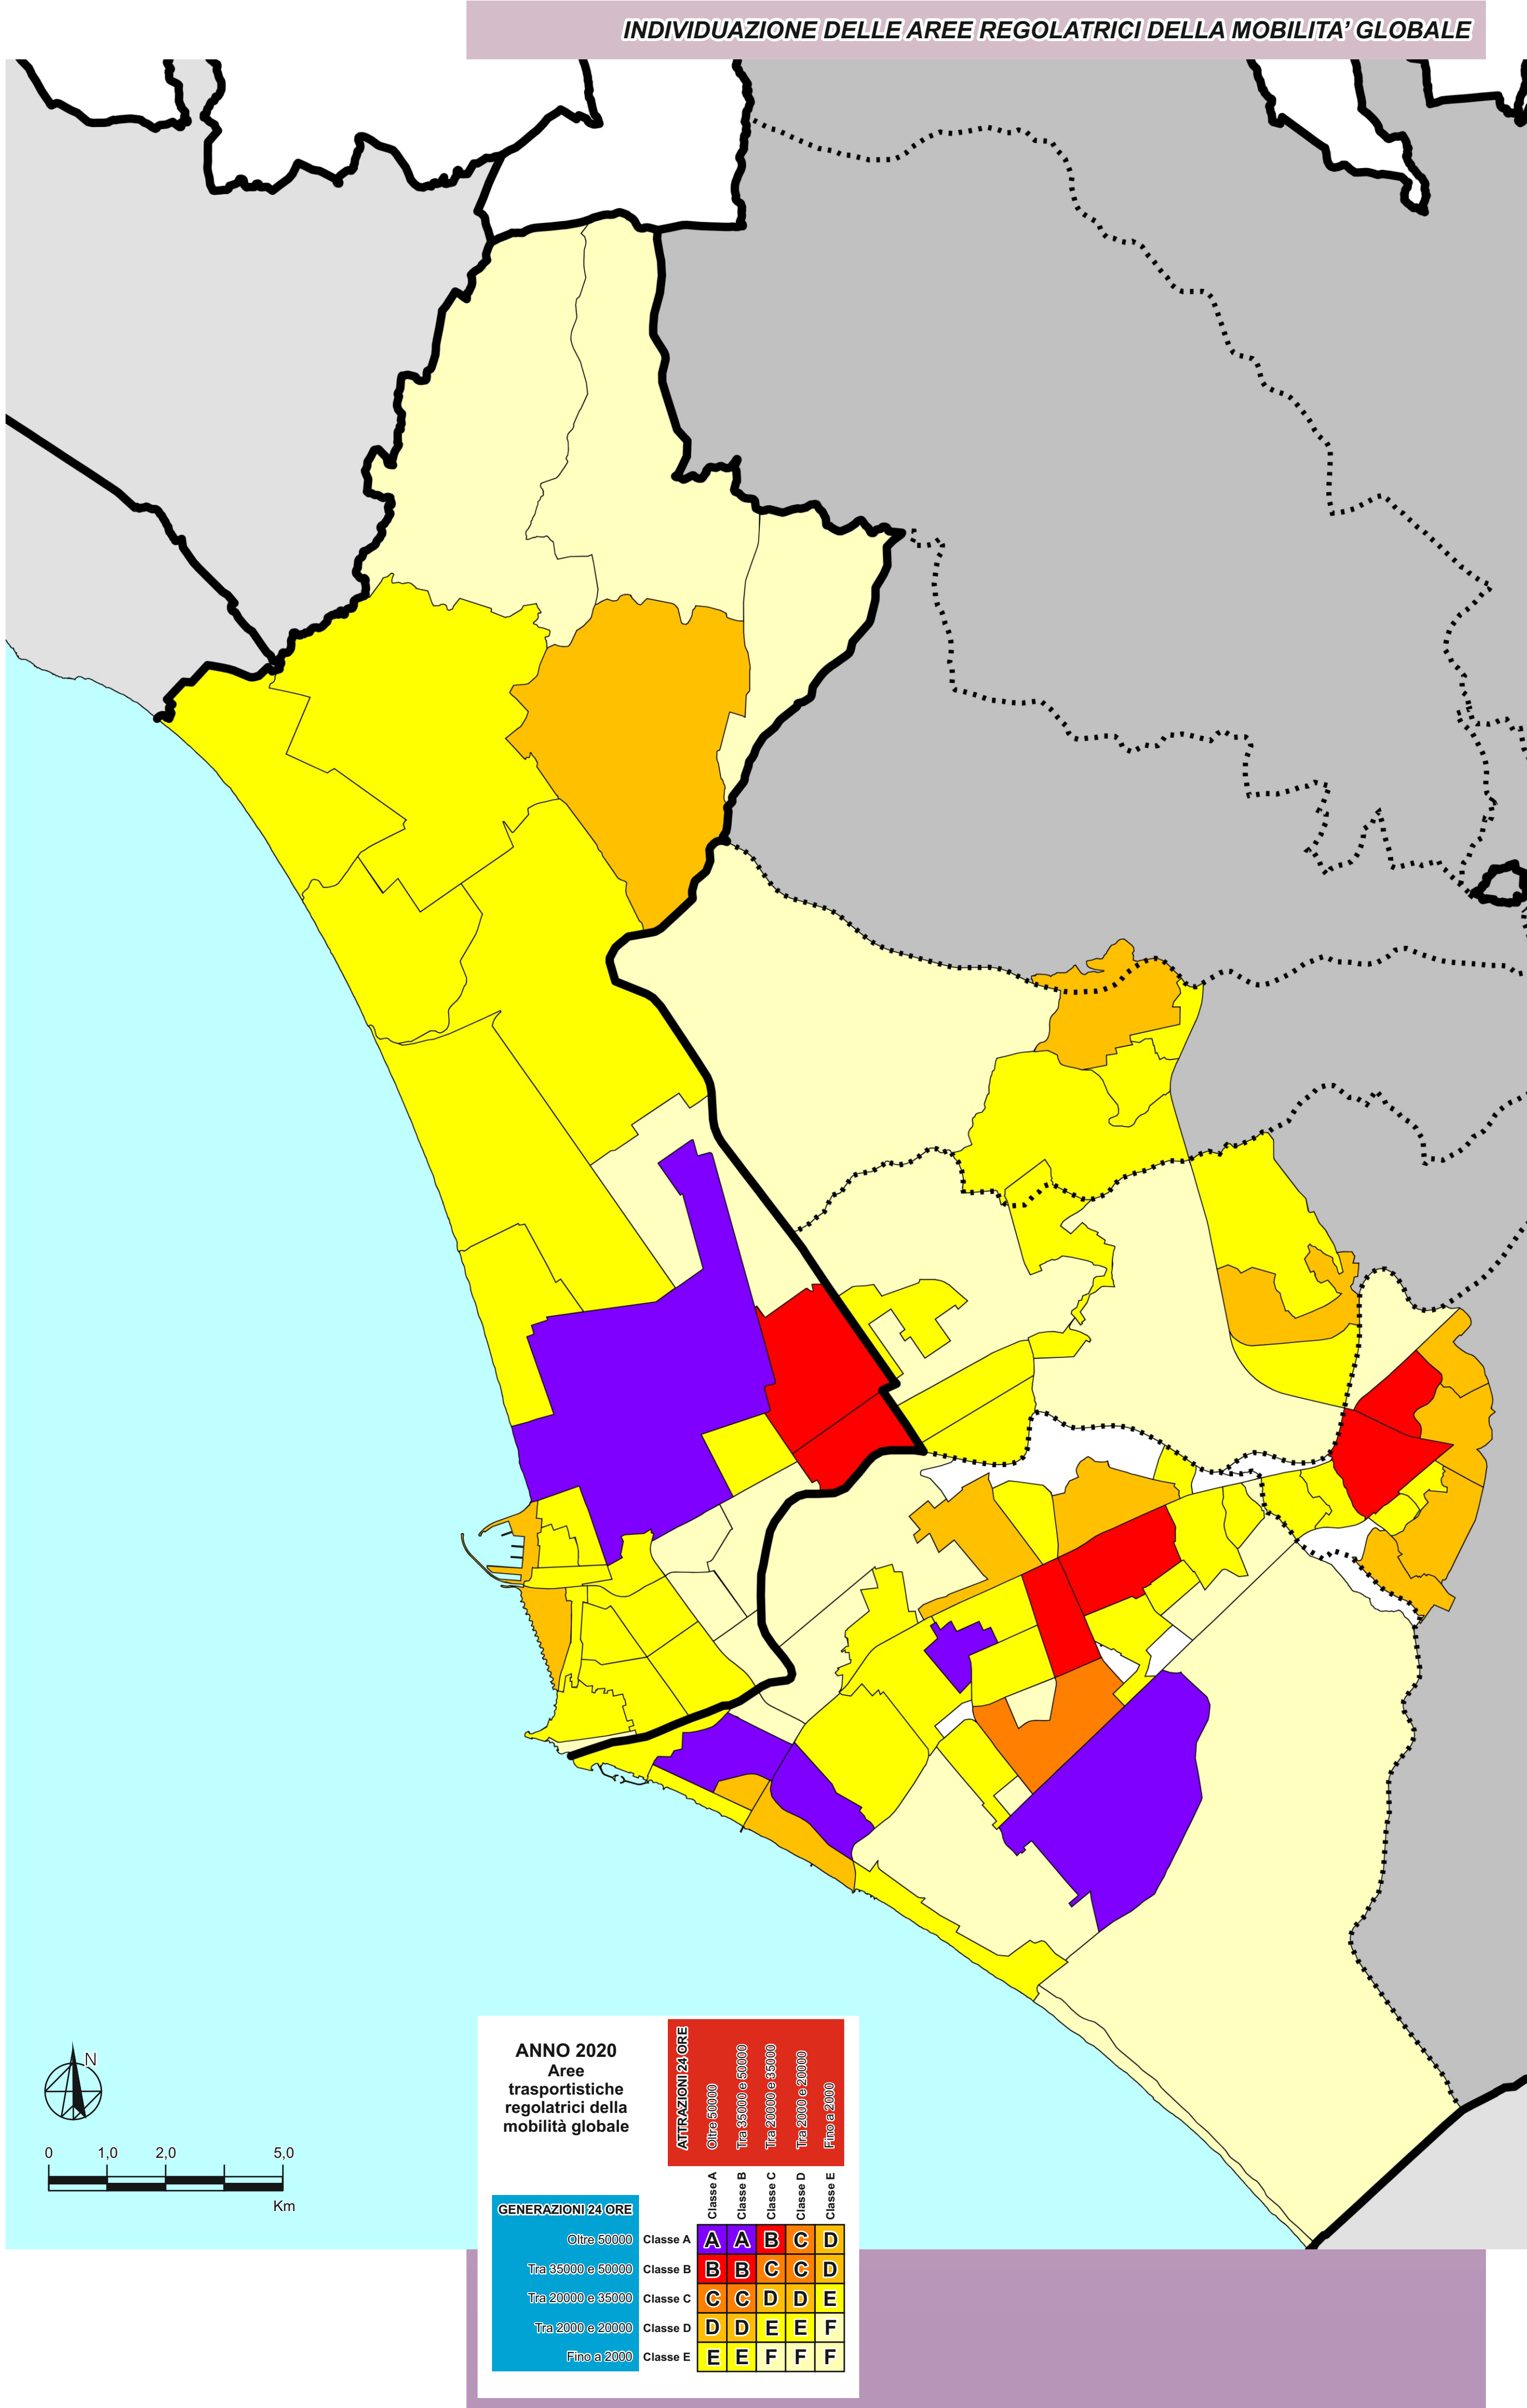 INDIVIDUAZIONE DELLE AREE REGOLATRICI DELLA MOBILITA’ GLOBALE
N
0 1,0 2,0 5,0
Km
ANNO 2020
Aree
trasportistiche
regolatrici della
mobilità globale
ATTRAZIONI 24 ORE
Oltre 50000
Tra 35000 e 50000
Tra 20000 e 35000
Tra 2000 e 20000
Fino a 2000
Classe A
Classe B
Classe C
Classe D
Classe E
GENERAZIONI 24 ORE
Oltre 50000 Classe A A A B C D
Tra 35000 e 50000 Classe B B B C C D
Tra 20000 e 35000 Classe C C C D D E
Tra 2000 e 20000 Classe D D D E E F
Fino a 2000 Classe E E E F F F